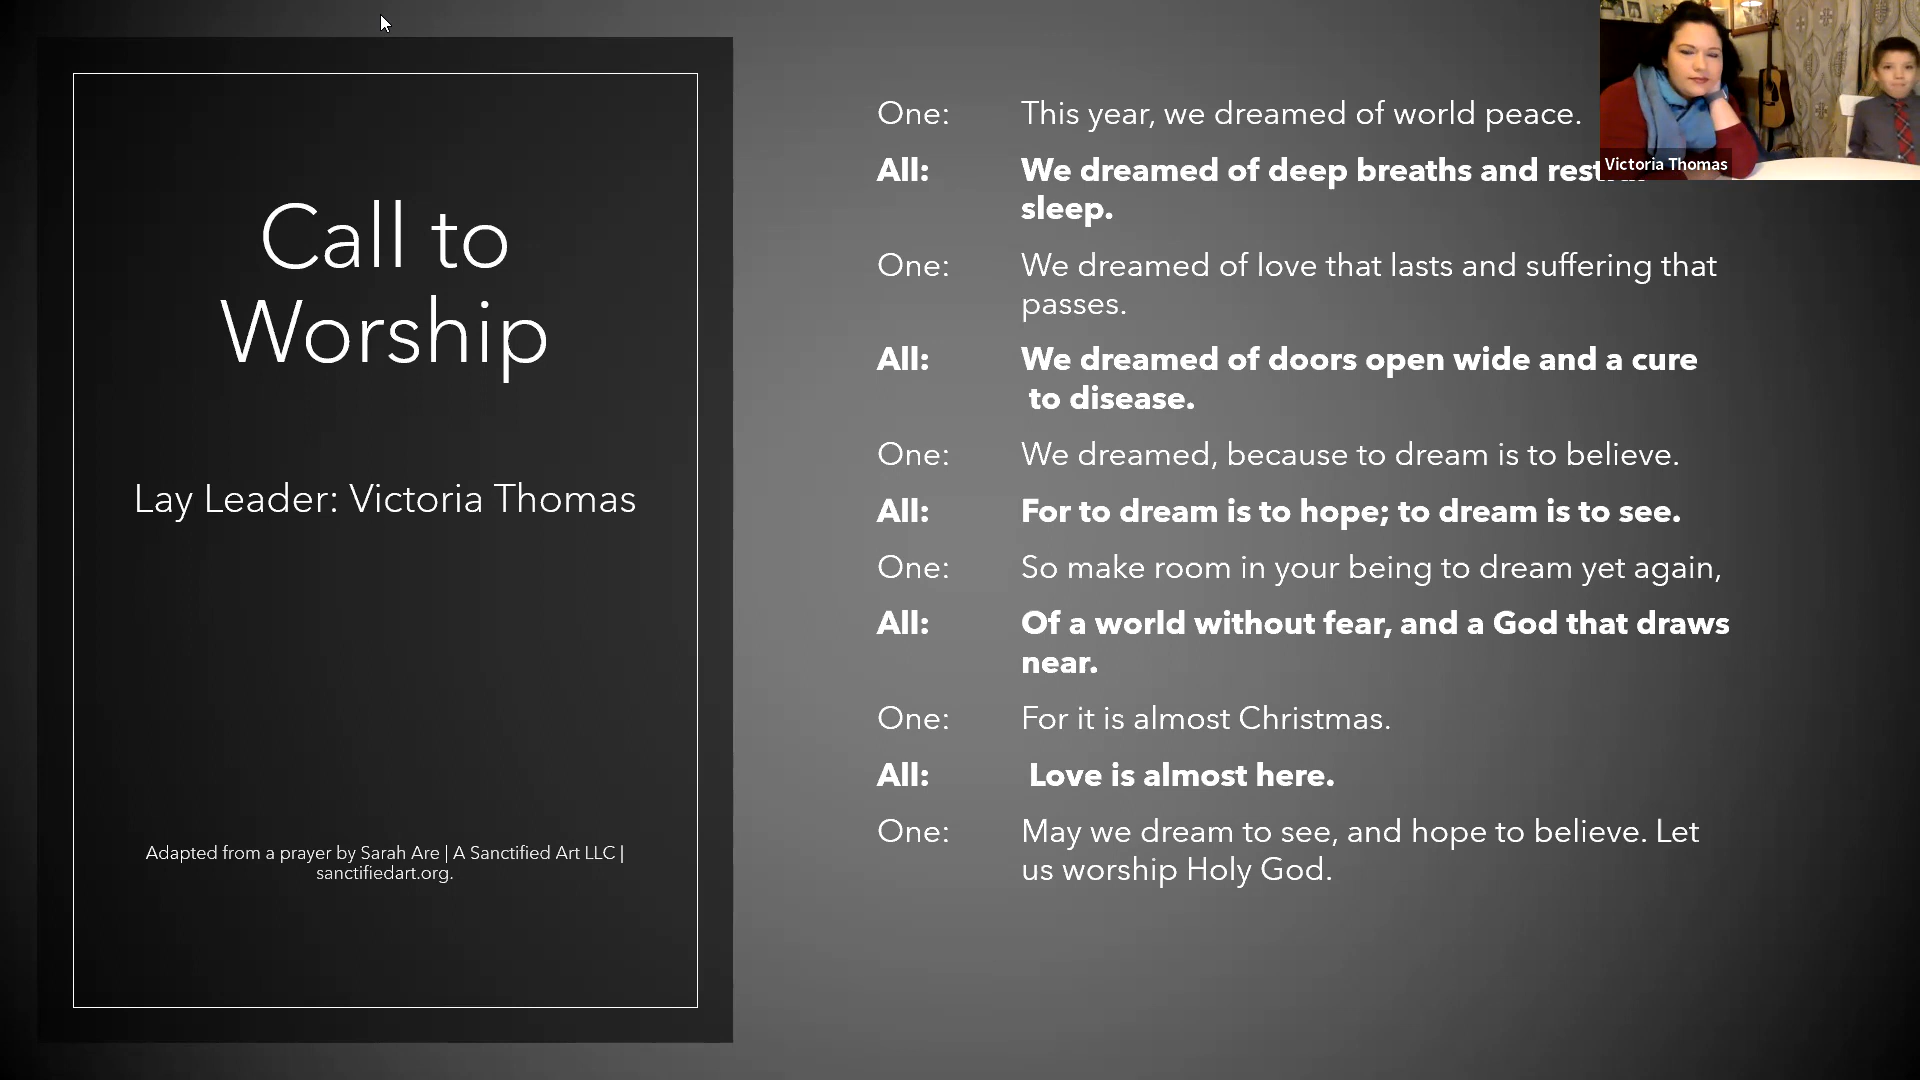 Call to
Worship
Lay Leader: Victoria Thomas
Adapted from a prayer by Sarah Are | A Sanctified Art LLC |
sanctifiedart.org.
One: This year, we dreamed of world peace.
All: We dreamed of deep breaths and
sleep.
One: We dreamed of love that lasts and suffering that
passes.
All: We dreamed of doors open wide and a cure
to disease.
One: We dreamed, because to dream is to believe.
All: For to dream is to hope; to dream is to see.
One: So make room in your being to dream yet again,
All: Of a world without fear, and a God that draws
near.
One: For it is almost Christmas.
All: Love is almost here.
One: May we dream to see, and hope to believe. Let
us worship Holy God.
Victoria Thomas